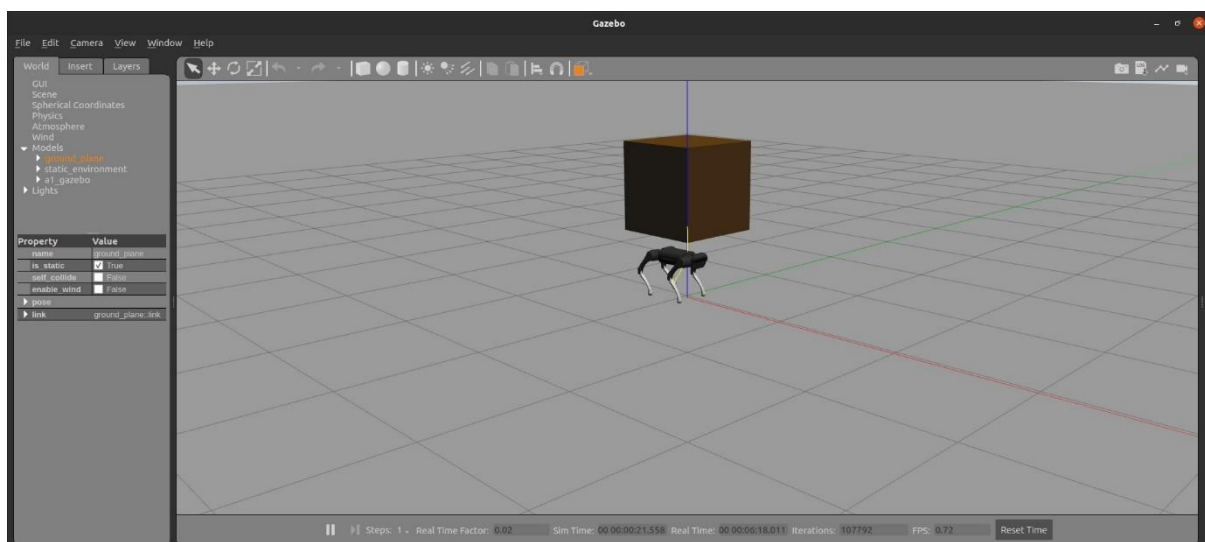 Gazebo
File Edit Camera View Window Help
World Insert Layers
GUI
Scene
Spherical Coordinates
Physics
Atmosphere
Wind
Models
ground_plane
static_environment
a1_gazebo
Lights
Property Value
name ground_plane
is_static True
self_collide False
enable_wind False
pose
link ground_plane::link
Steps: 1 Real Time Factor: 0.02 Sim Time: 00 00:00:21.558 Real Time: 00 00:06:18.011 Iterations: 107792 FPS: 0.72 Reset Time